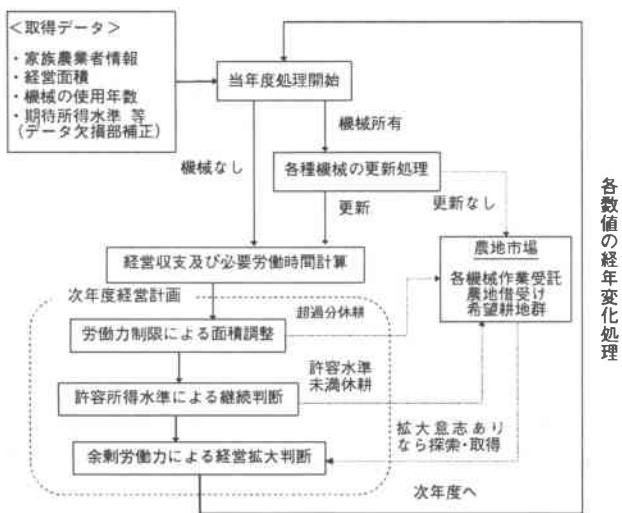 ＜取得データ＞
・家族農業者情報
・経営面積
・機械の使用年数
・期待所得水準 等
（データ欠損部補正）
当年度処理開始
機械なし
機械所有
各種機械の更新処理
更新
更新なし
農地市場
各機械作業受託
農地借受け
希望耕地群
経営収支及び必要労働時間計算
次年度経営計画
超過分休耕
労働力制限による面積調整
許容水準
未満休耕
許容所得水準による継続判断
拡大意志あり
なら探索・取得
余剰労働力による経営拡大判断
次年度へ
各数値の経年変化処理